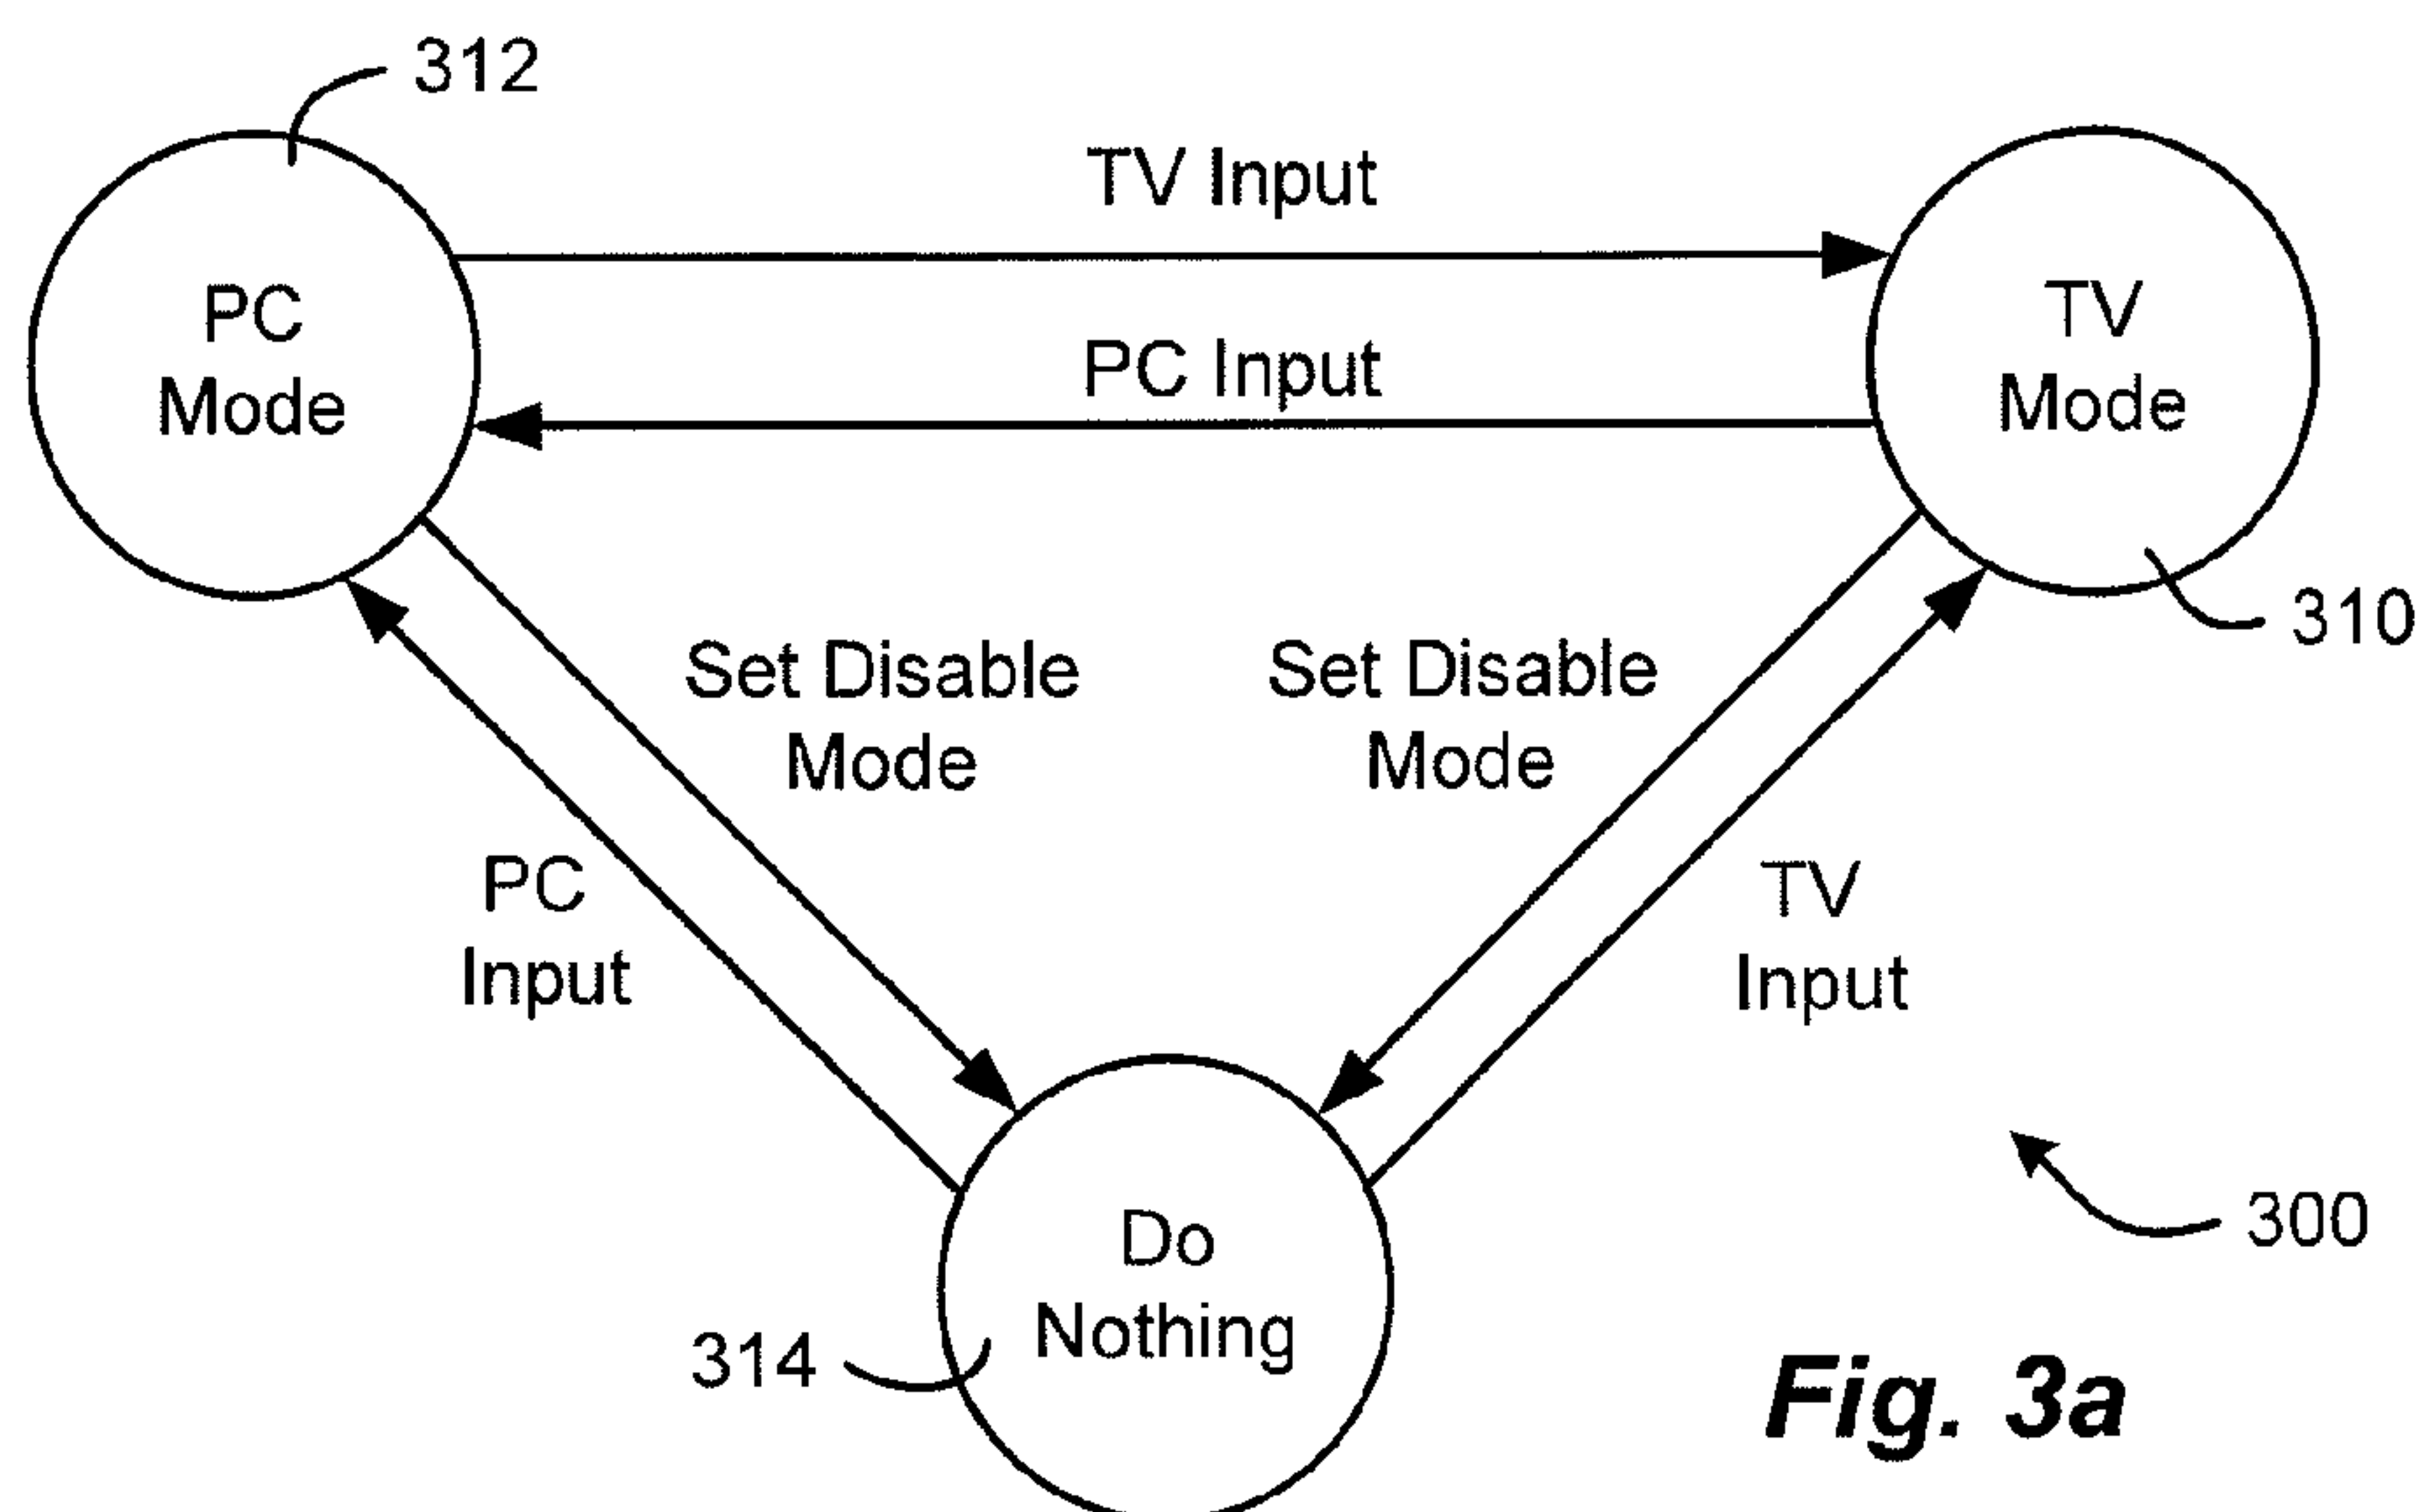 312
TV Input
PC
Mode
TV
Mode
PC Input
310
Set Disable
Mode
Set Disable
Mode
PC
Input
TV
Input
Do
Nothing
300
314
Fig. 3a